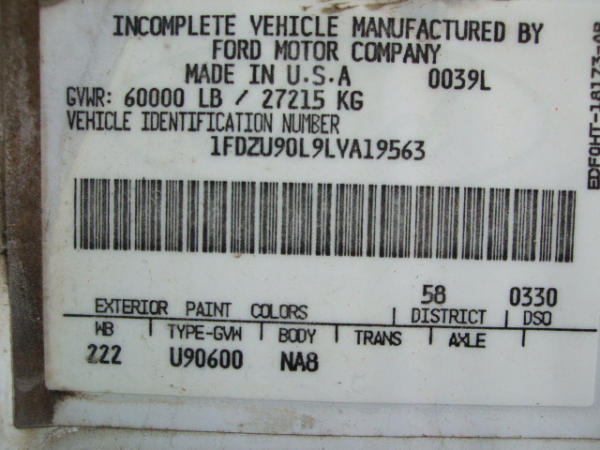 INCOMPLETE VEHICLE MANUFACTURED BY
FORD MOTOR COMPANY
MADE IN U.S.A 0039L
GVWR: 60000 LB / 27215 KG
VEHICLE IDENTIFICATION NUMBER
1FDZU90L9LVA19563
58 0330
EXTERIOR PAINT COLORS DISTRICT DSO
WB TYPE-GVW BODY TRANS AXLE
222 U90600 NA8